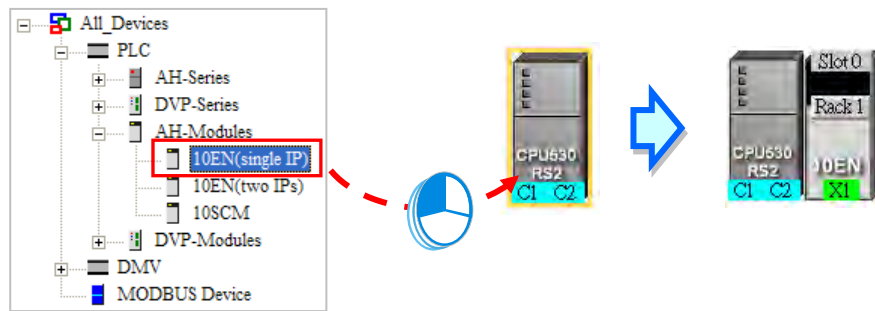 All_Devices
PLC
AH-Series
DVP-Series
AH-Modules
10EN(single IP)
10EN(two IPs)
10SCM
DVP-Modules
DMV
MODBUS Device
CPU530
RS2
C1 C2
Slot 0
Rack 1
CPU530
RS2
C1 C2
10EN
X1